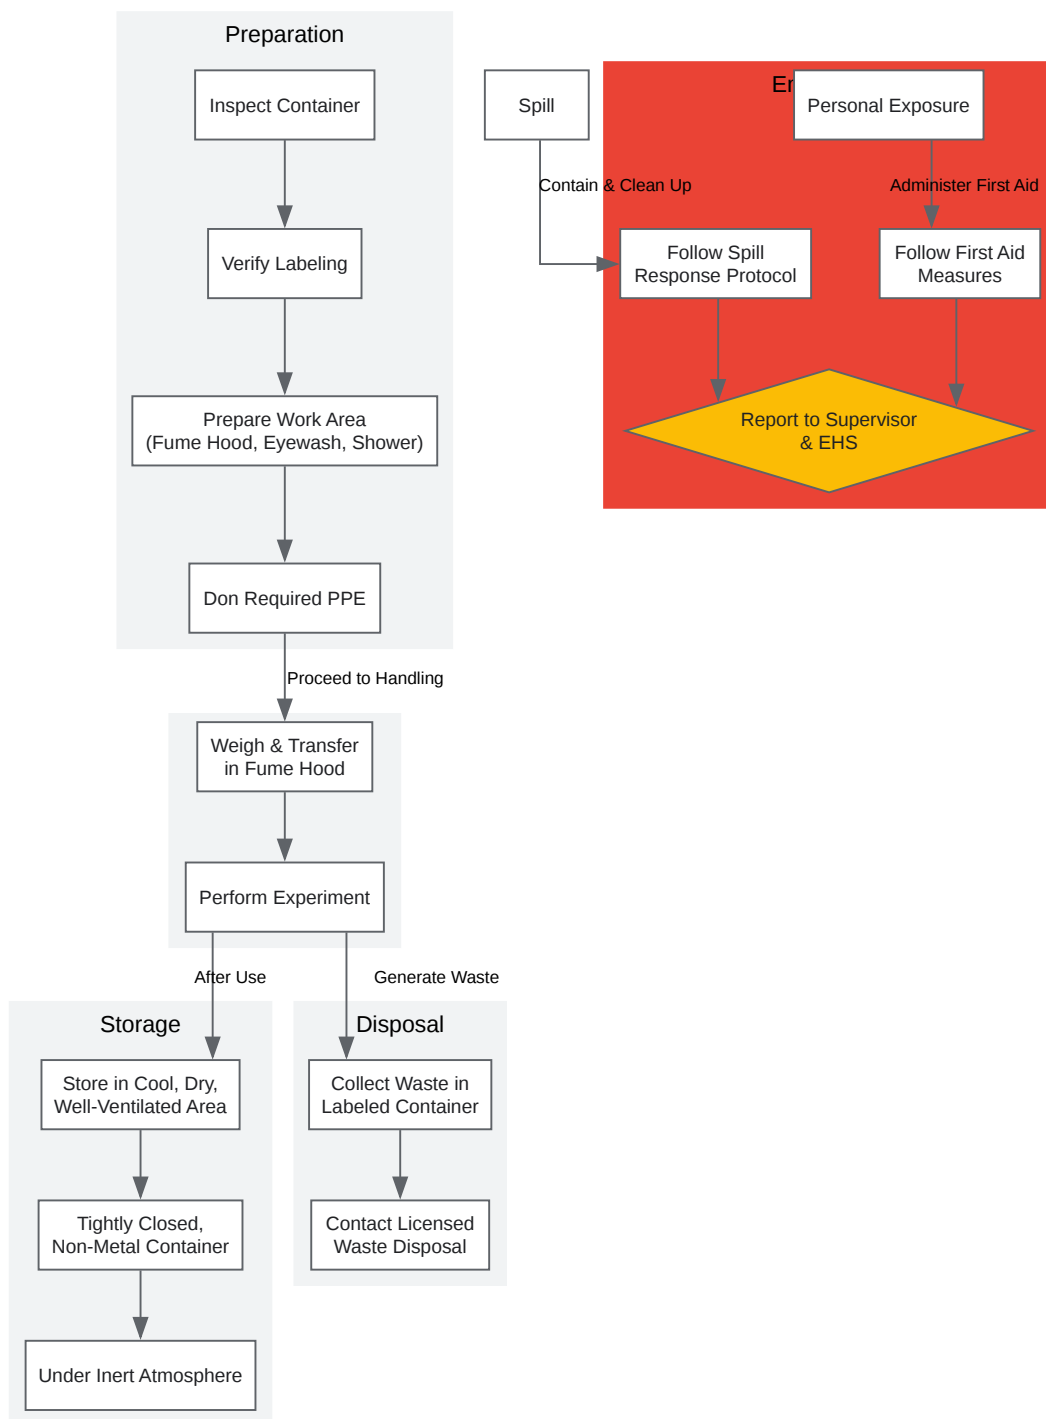 Preparation
Inspect Container
Verify Labeling
Prepare Work Area
(Fume Hood, Eyewash, Shower)
Don Required PPE
Proceed to Handling
Weigh & Transfer
in Fume Hood
Perform Experiment
After Use
Generate Waste
Storage
Store in Cool, Dry,
Well-Ventilated Area
Tightly Closed,
Non-Metal Container
Under Inert Atmosphere
Disposal
Collect Waste in
Labeled Container
Contact Licensed
Waste Disposal
Spill
Contain & Clean Up
Personal Exposure
Administer First Aid
Follow Spill
Response Protocol
Follow First Aid
Measures
Report to Supervisor
& EHS